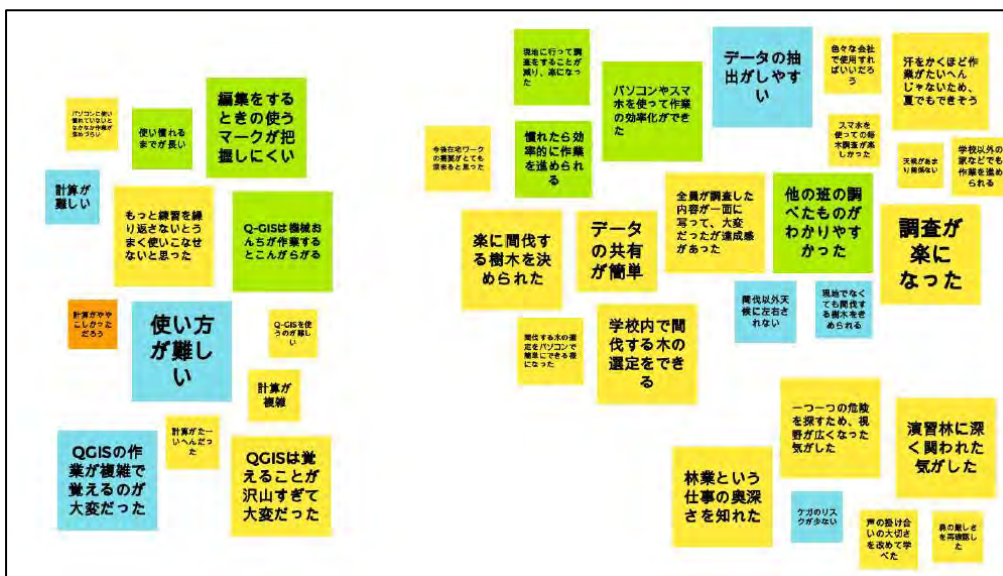 パソコンに使い
慣れていないと
なかなか作業が
進めづらい
使い慣れる
までが長い
編集をする
ときの使う
マークが把
握しにくい
計算が
難しい
もっと練習を繰
り返さないとう
まく使いこなせ
ないと思った
Q-GISは機械お
んちが作業する
とこんがらがる
計算がやや
こしかった
だろう
使い方
が難し
い
Q-GISを使
うのが難し
い
計算が
複雑
QGISの作
業が複雑で
覚えるのが
大変だった
計算がたー
いへんだっ
た
QGISは覚
えることが
沢山すぎて
大変だった
現地に行って調
査をすることが
減り、楽になった
パソコンやスマ
ホを使って作業
の効率化ができ
た
データの抽
出がしやす
い
色々な会社
で使用すれ
ばいいだろ
う
汗をかくほど作
業がたいへん
じゃないため、
夏でもできそう
今後在宅ワーク
の需要がとても
深まると思った
慣れたら効
率的に作業
を進められ
る
スマホを
使っての毎
木調査が楽
しかった
天候があま
り関係ない
学校以外の
家などでも
作業を進め
られる
楽に間伐す
る樹木を決
められた
データ
の共有
が簡単
全員が調査した
内容が一面に
写って、大変
だったが達成感
があった
他の班の調
べたものが
わかりやす
かった
調査が
楽に
なった
間伐以外天
候に左右さ
れない
現地でなく
ても間伐す
る樹木をき
められる
間伐する木の選
定をパソコンで
簡単にできる様
になった
学校内で間
伐する木の
選定をでき
る
一つ一つの危険
を探すため、視
野が広くなった
気がした
演習林に深
く関われた
気がした
林業という
仕事の奥深
さを知れた
ケガのリス
クが少ない
声の掛け合
いの大切さ
を改めて学
べた
の厳しさ
を再確認し
た